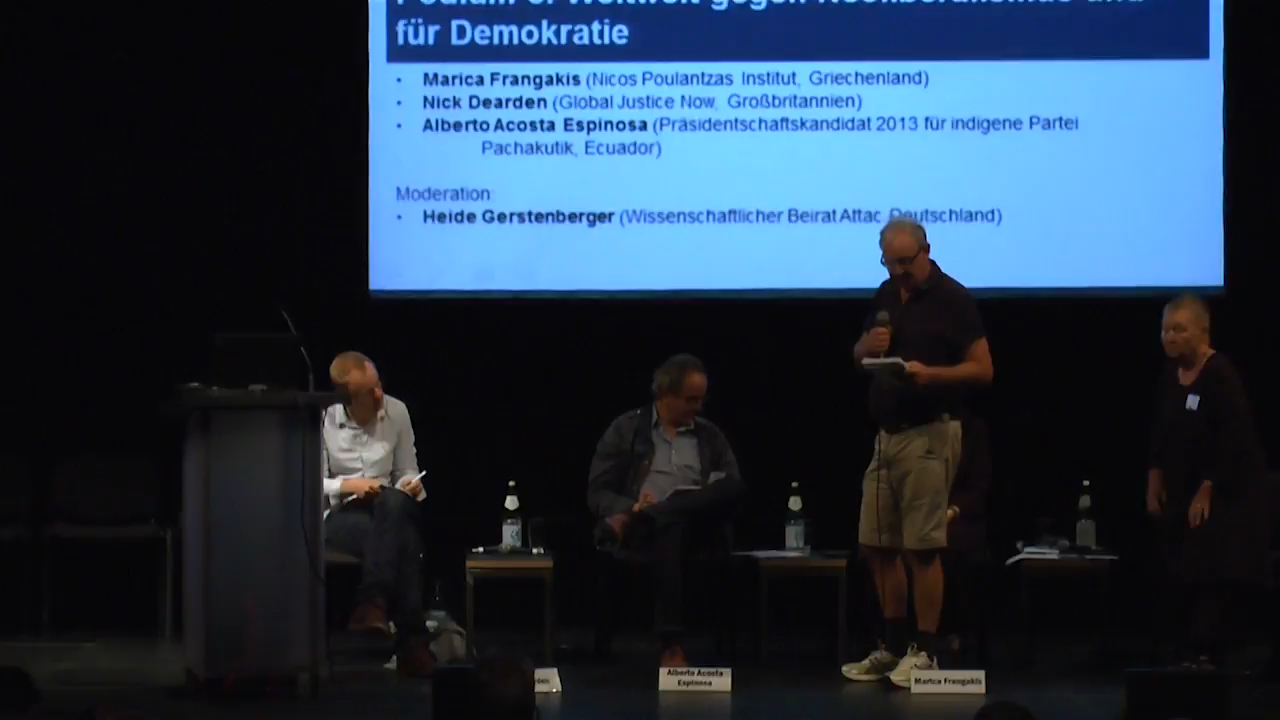 für Demokratie
• Marica Frangakis (Nicos Poulantzas Institut, Griechenland)
• Nick Dearden (Global Justice Now, Großbritannien)
• Alberto Acosta Espinosa (Präsidentschaftskandidat 2013 für indigene Partei
Pachakutik, Ecuador)
Moderation:
• Heide Gerstenberger (Wissenschaftlicher Beirat Attac Deutschland)
Alberto Acosta
Espinosa
Marica Frangakis